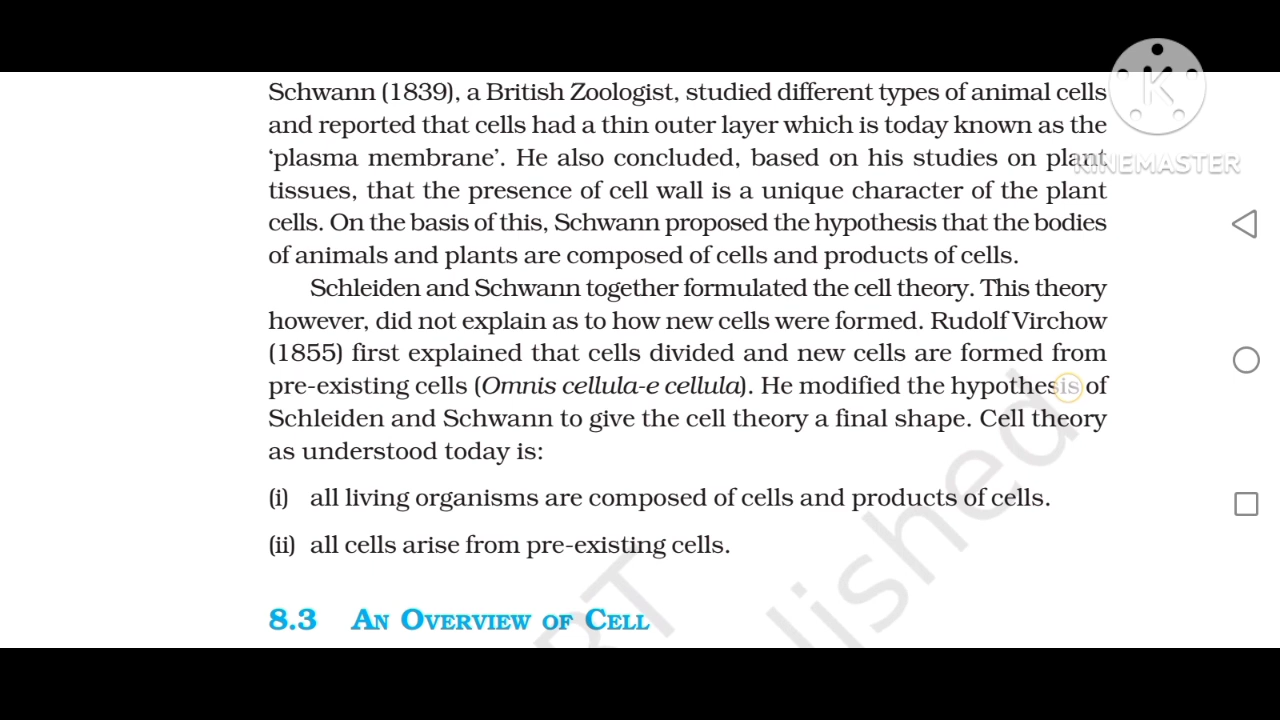 Schwann (1839), a British Zoologist, studied different types of animal cells
and reported that cells had a thin outer layer which is today known as the
‘plasma membrane’. He also concluded, based on his studies on plant
tissues, that the presence of cell wall is a unique character of the plant
cells. On the basis of this, Schwann proposed the hypothesis that the bodies
of animals and plants are composed of cells and products of cells.
Schleiden and Schwann together formulated the cell theory. This theory
however, did not explain as to how new cells were formed. Rudolf Virchow
(1855) first explained that cells divided and new cells are formed from
pre-existing cells (Omnis cellula-e cellula). He modified the hypothesis of
Schleiden and Schwann to give the cell theory a final shape. Cell theory
as understood today is:
(i) all living organisms are composed of cells and products of cells.
(ii) all cells arise from pre-existing cells.
8.3 AN OVERVIEW OF CELL
K
KINEMASTER